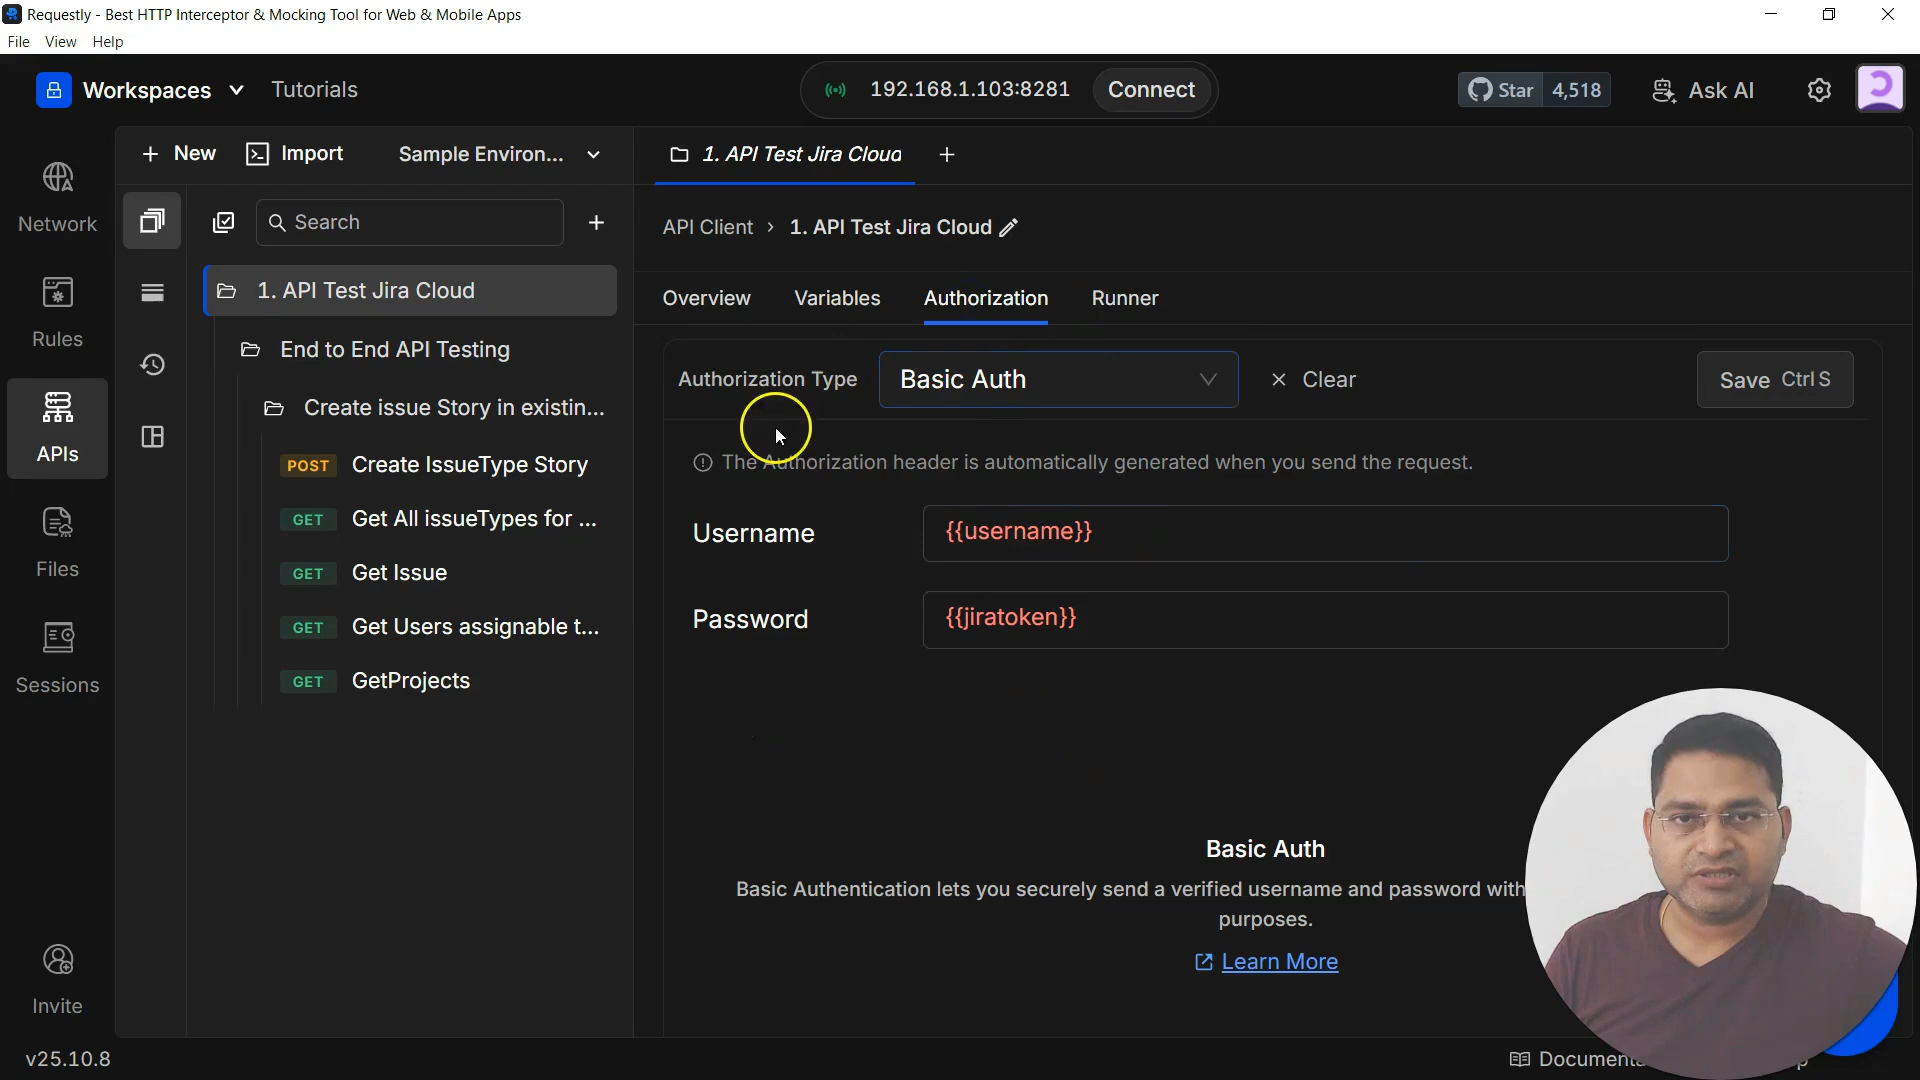 Requestly - Best HTTP Interceptor & Mocking Tool for Web & Mobile Apps
File View Help
Workspaces Tutorials
192.168.1.103:8281 Connect
Star 4,518
Ask AI
New Import Sample Environ...
1. API Test Jira Cloud
Network
Rules
APIs
Files
Sessions
Invite
v25.10.8
Search
1. API Test Jira Cloud
End to End API Testing
Create issue Story in existin...
POST Create IssueType Story
GET Get All issueTypes for ...
GET Get Issue
GET Get Users assignable t...
GET GetProjects
API Client > 1. API Test Jira Cloud
Overview Variables Authorization Runner
Authorization Type Basic Auth Clear Save Ctrl S
The Authorization header is automatically generated when you send the request.
Username {{username}}
Password {{jiratoken}}
Basic Auth
Basic Authentication lets you securely send a verified username and password with
purposes.
Learn More